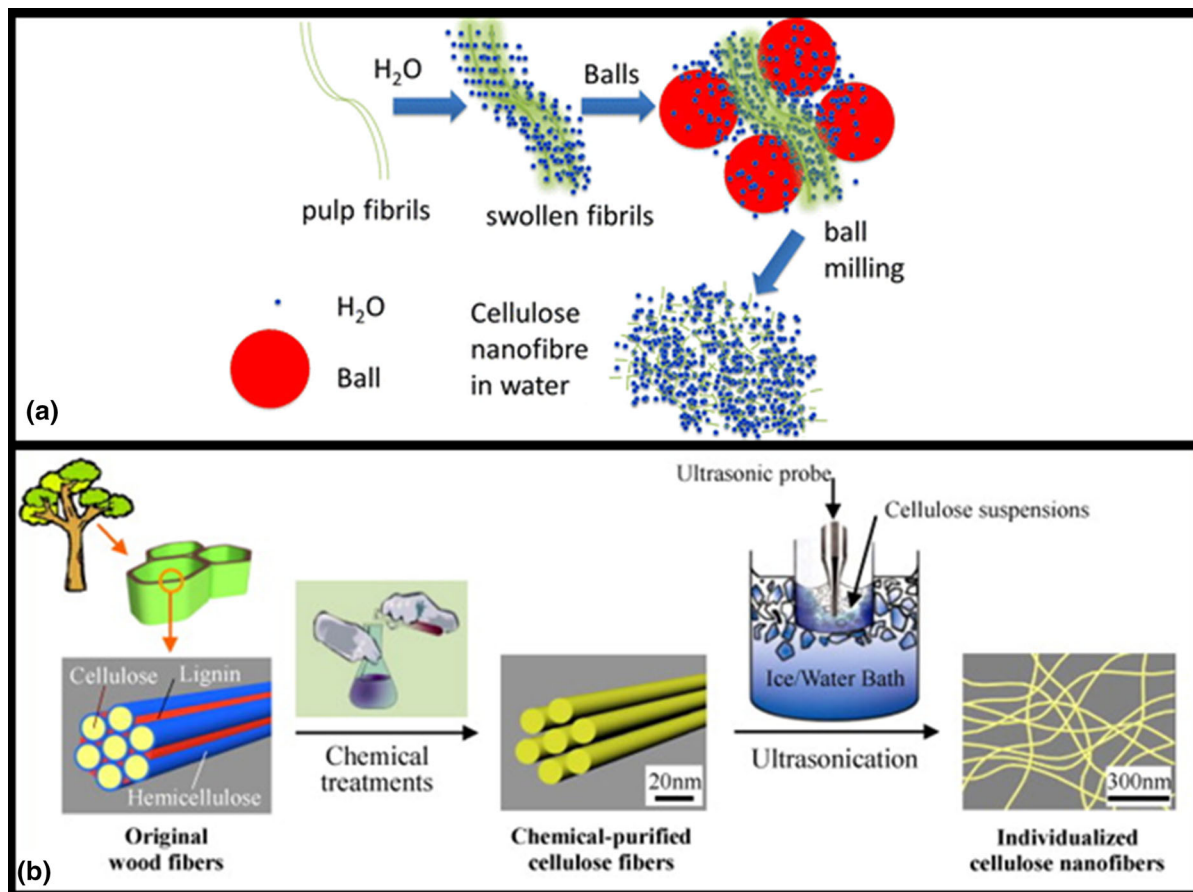 H₂O
Balls
pulp fibrils
swollen fibrils
ball
milling
H₂O
Ball
Cellulose
nanofibre
in water
(a)
Ultrasonic probe
Cellulose suspensions
Cellulose
Lignin
Hemicellulose
Chemical
treatments
20nm
Ice/Water Bath
Ultrasonication
300nm
Original
wood fibers
Chemical-purified
cellulose fibers
Individualized
cellulose nanofibers
(b)